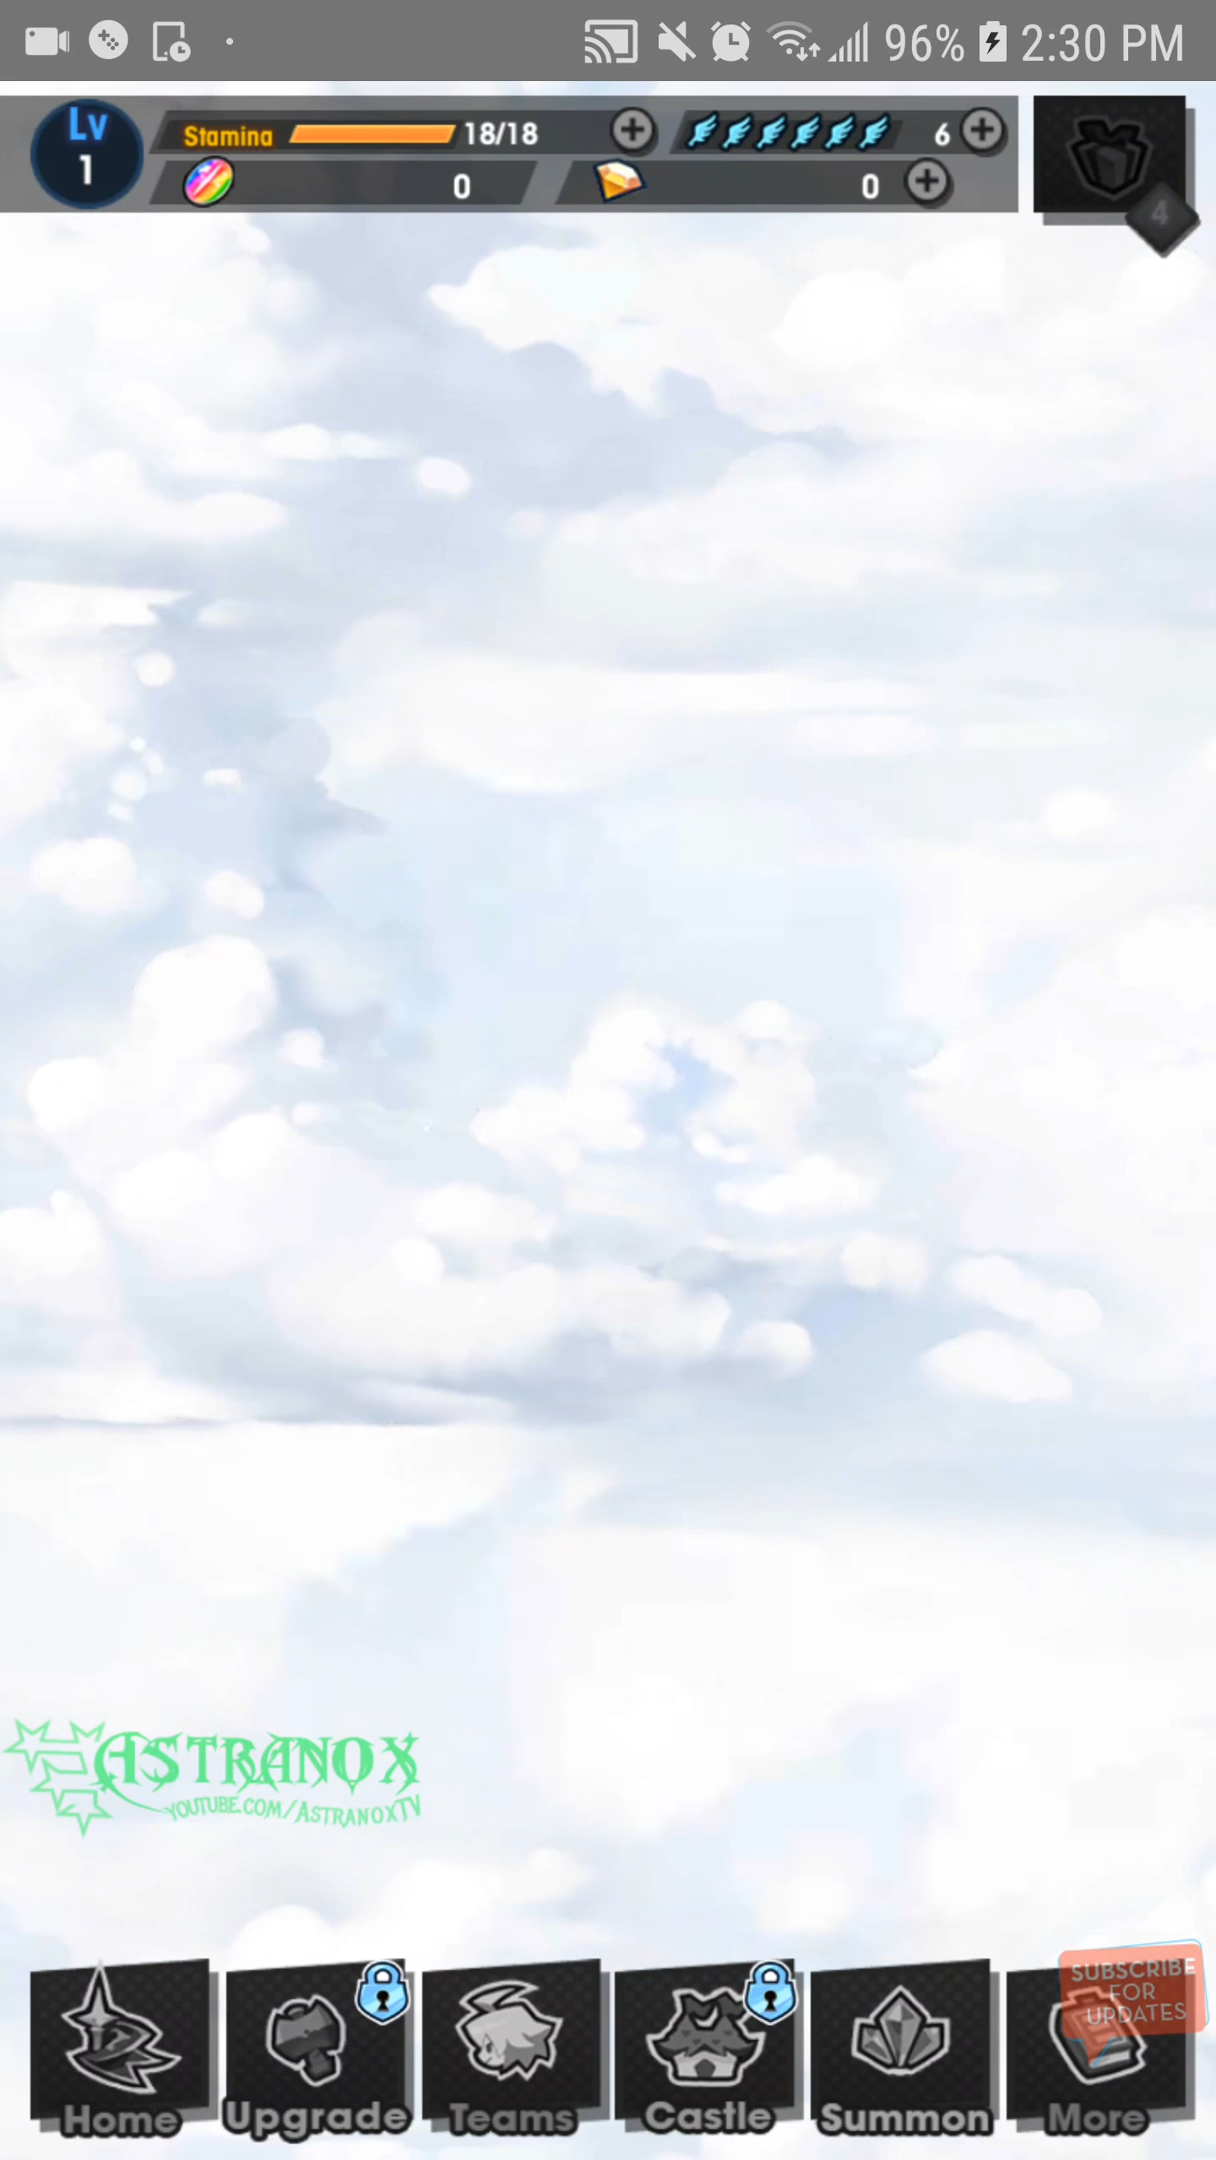 96% 2:30 PM
Lv
1
Stamina 18/18
6
0
0
4
ASTRANOX
YOUTUBE.COM/ASTRANOXTV
SUBSCRIBE
FOR
UPDATES
Home
Upgrade
Teams
Castle
Summon
More